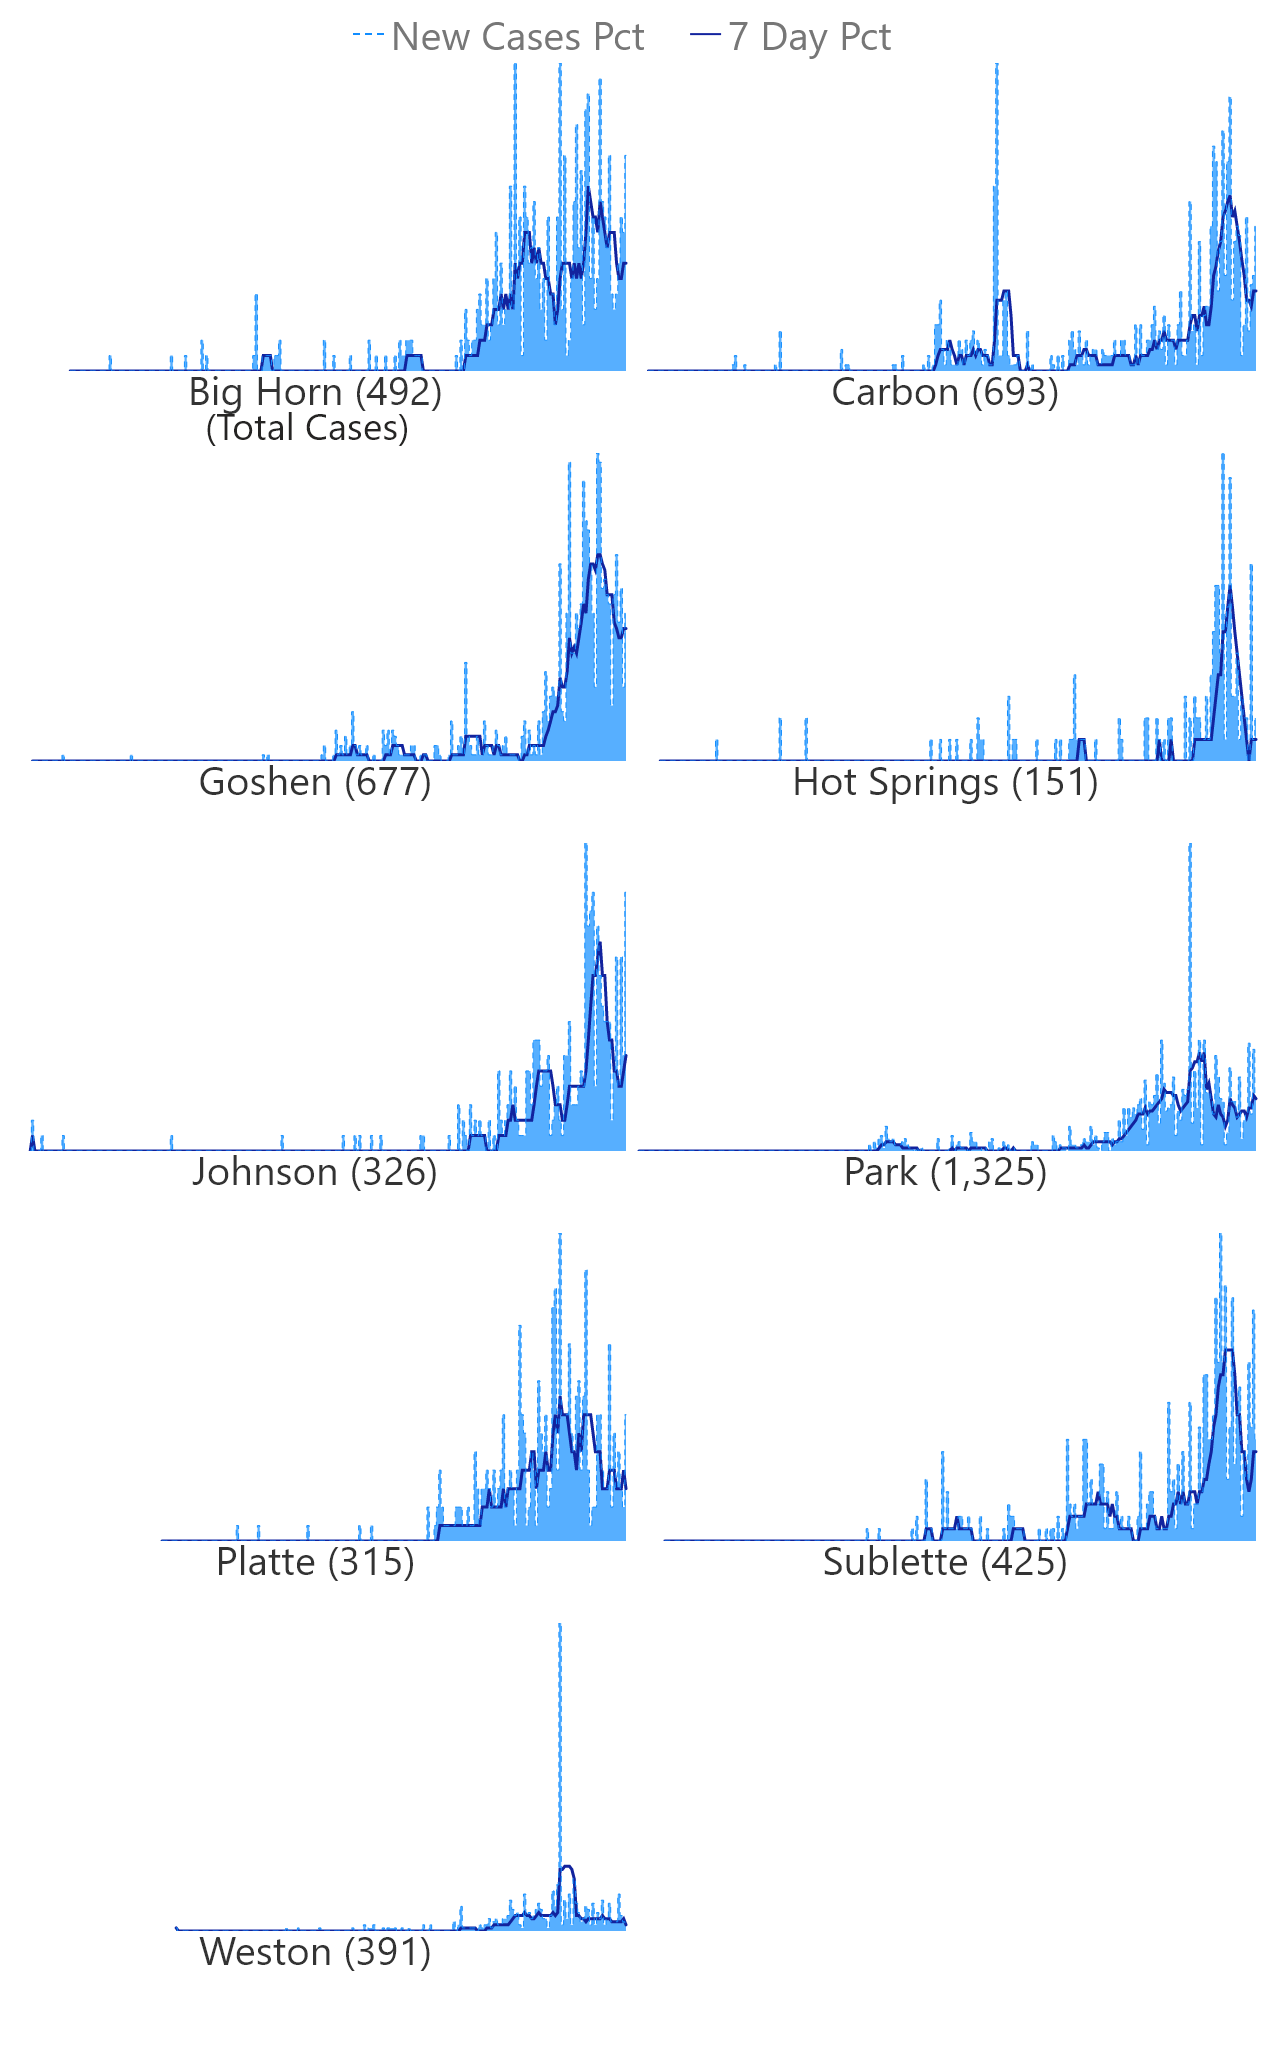 New Cases Pct 7 Day Pct
Big Horn (492)
(Total Cases)
Carbon (693)
Goshen (677)
Hot Springs (151)
Johnson (326)
Park (1,325)
Platte (315)
Sublette (425)
Weston (391)